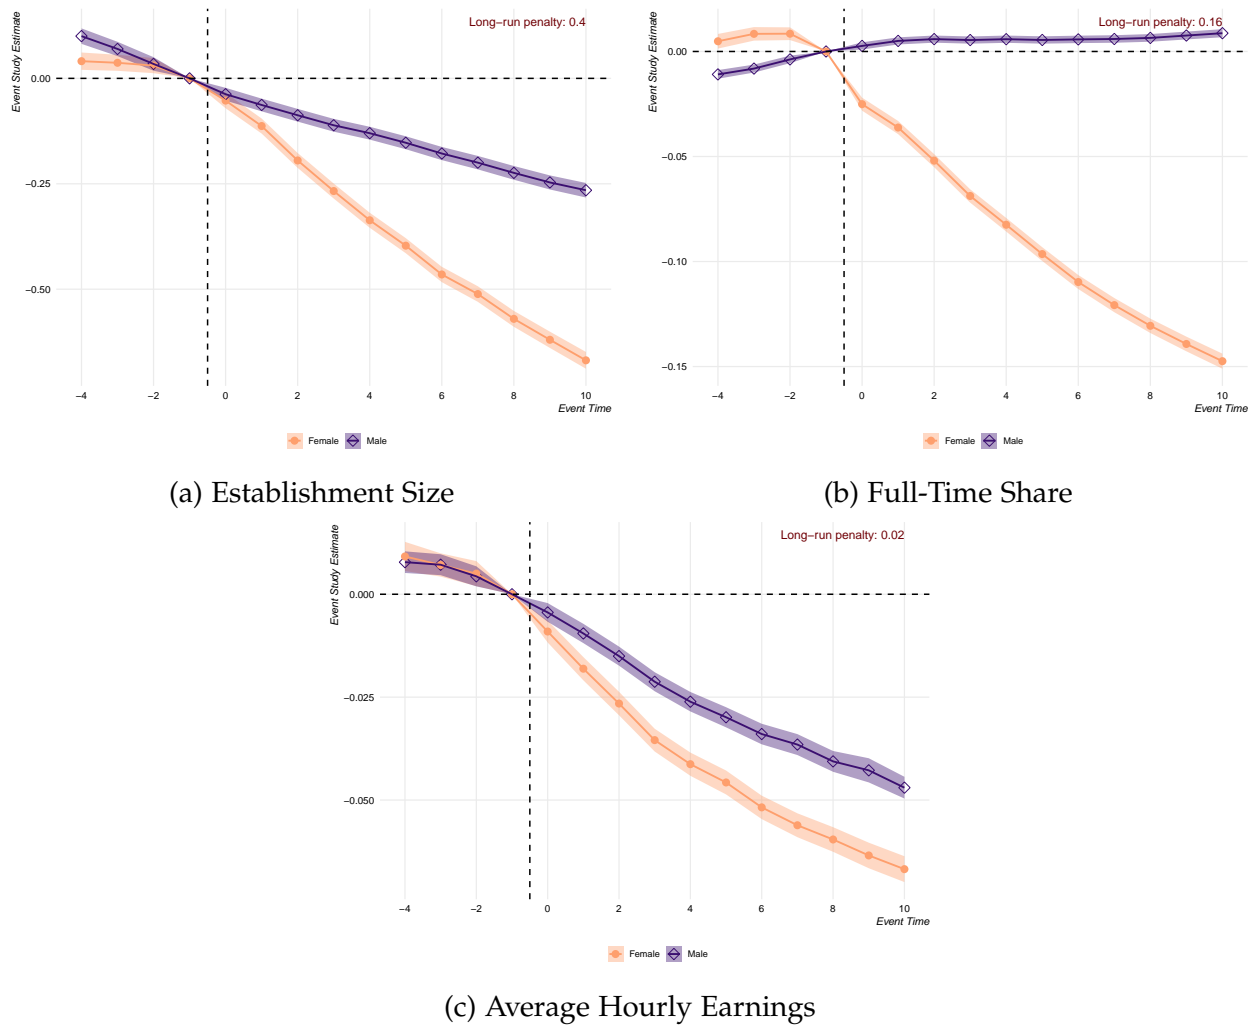 Event Study Estimate
Long-run penalty: 0.4
0.00
-0.25
-0.50
-4 -2 0 2 4 6 8 10
Event Time
Female Male
(a) Establishment Size
Event Study Estimate
Long-run penalty: 0.16
0.00
-0.05
-0.10
-0.15
-4 -2 0 2 4 6 8 10
Event Time
Female Male
(b) Full-Time Share
Event Study Estimate
Long-run penalty: 0.02
0.000
-0.025
-0.050
-4 -2 0 2 4 6 8 10
Event Time
Female Male
(c) Average Hourly Earnings